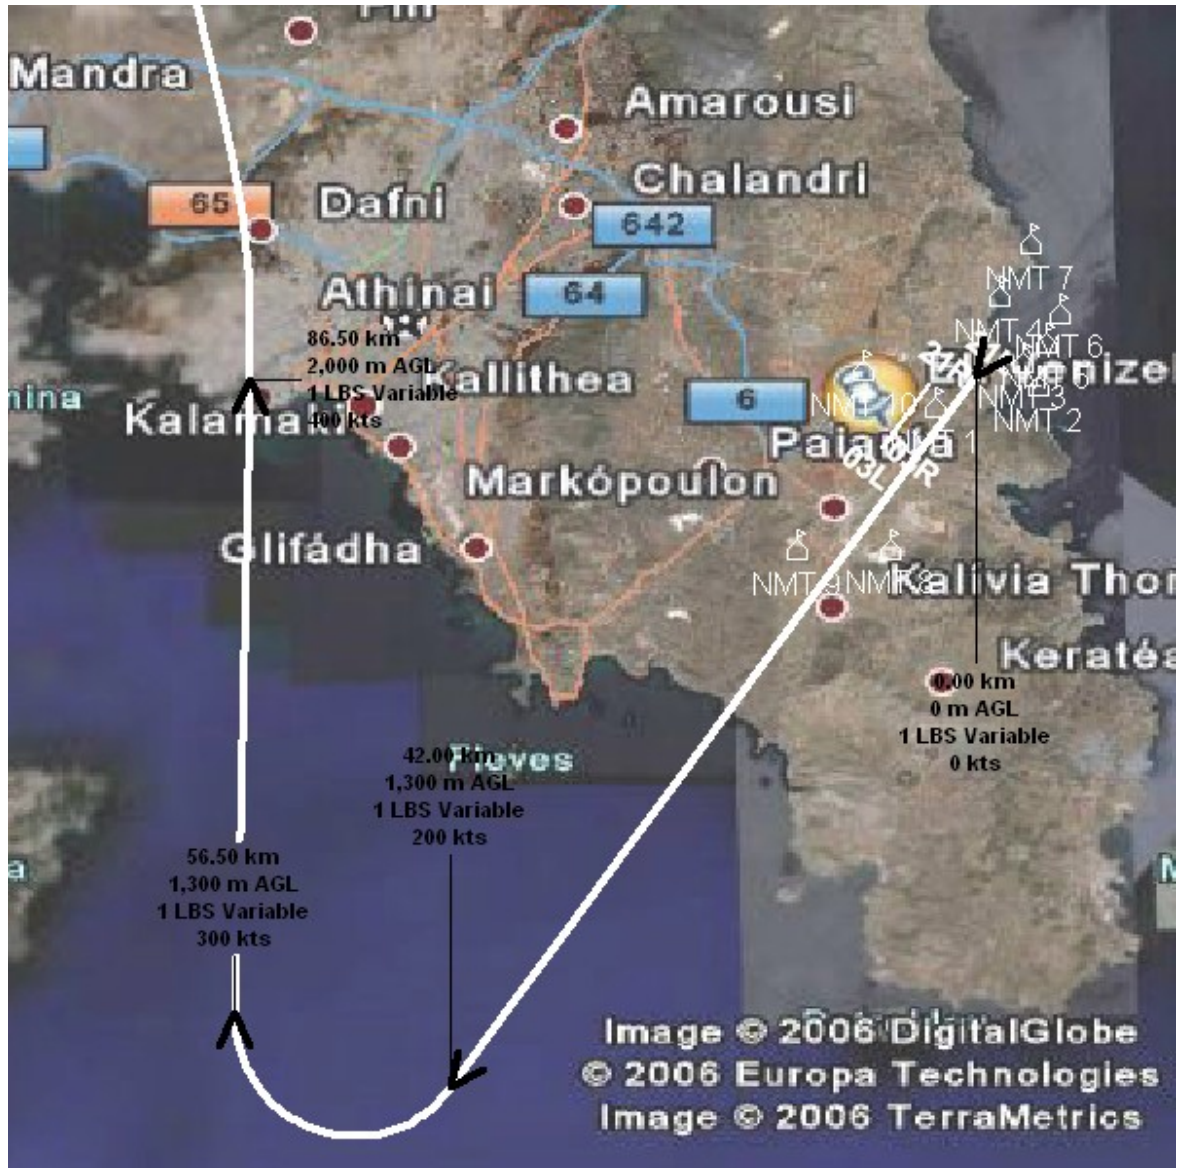 Mandra
Amarousi
Chalandri
65
Dafni
642
NMT 7
Athinai
64
NMT 4
86.50 km
2,000 m AGL
1 LBS Variable
400 kts
NMT 6
6
NMT 10
NMT 3
NMT 2
Kalamaki
Paiania
03L
Markópoulon
Glifádha
NMT 9
NMT 8
Kalívia Thor
Keratéa
0.00 km
0 m AGL
1 LBS Variable
0 kts
42.00 km
1,300 m AGL
1 LBS Variable
200 kts
56.50 km
1,300 m AGL
1 LBS Variable
300 kts
Image © 2006 DigitalGlobe
© 2006 Europa Technologies
Image © 2006 TerraMetrics